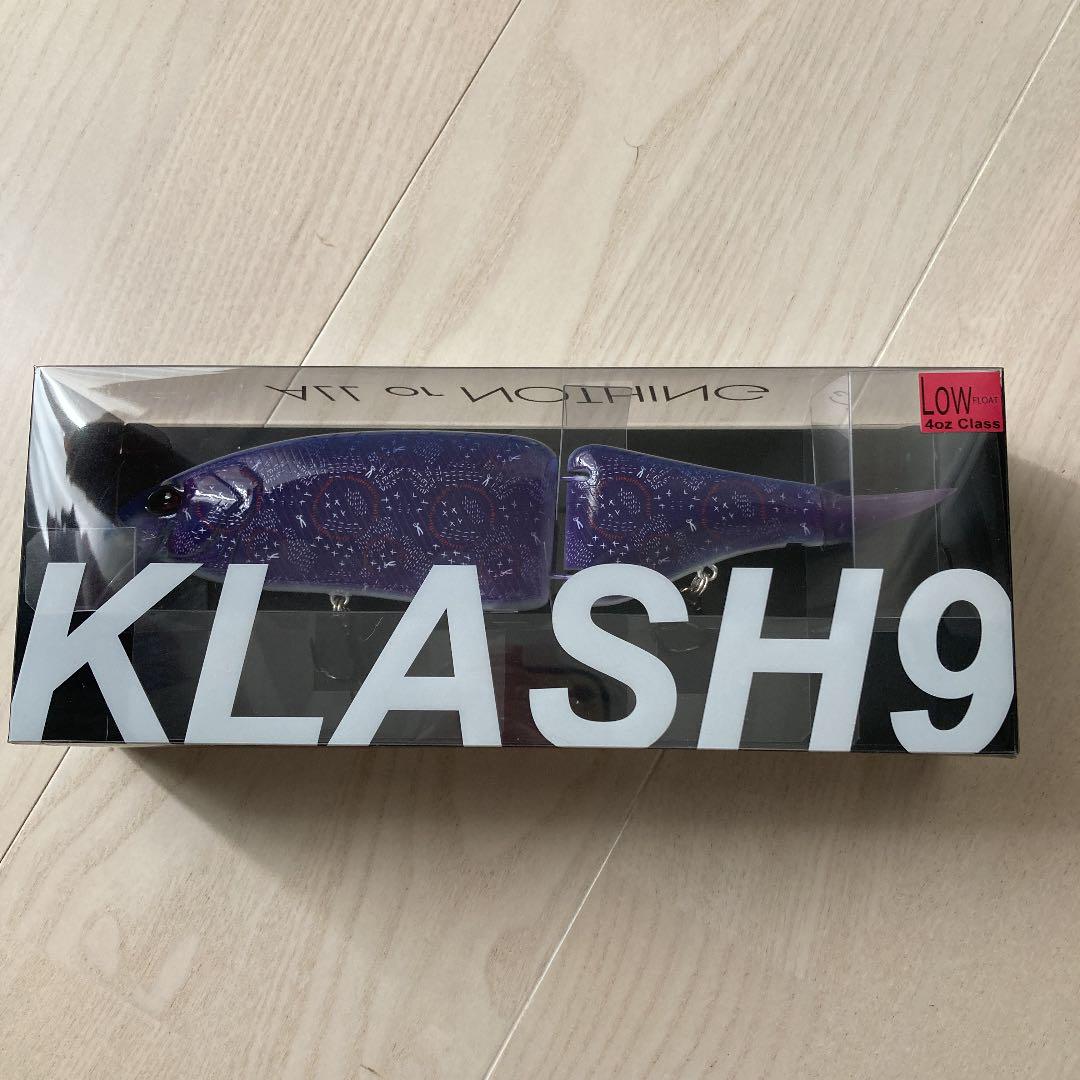 ALL or NOTHING
LOW FLOAT
4oz Class
KLASH9